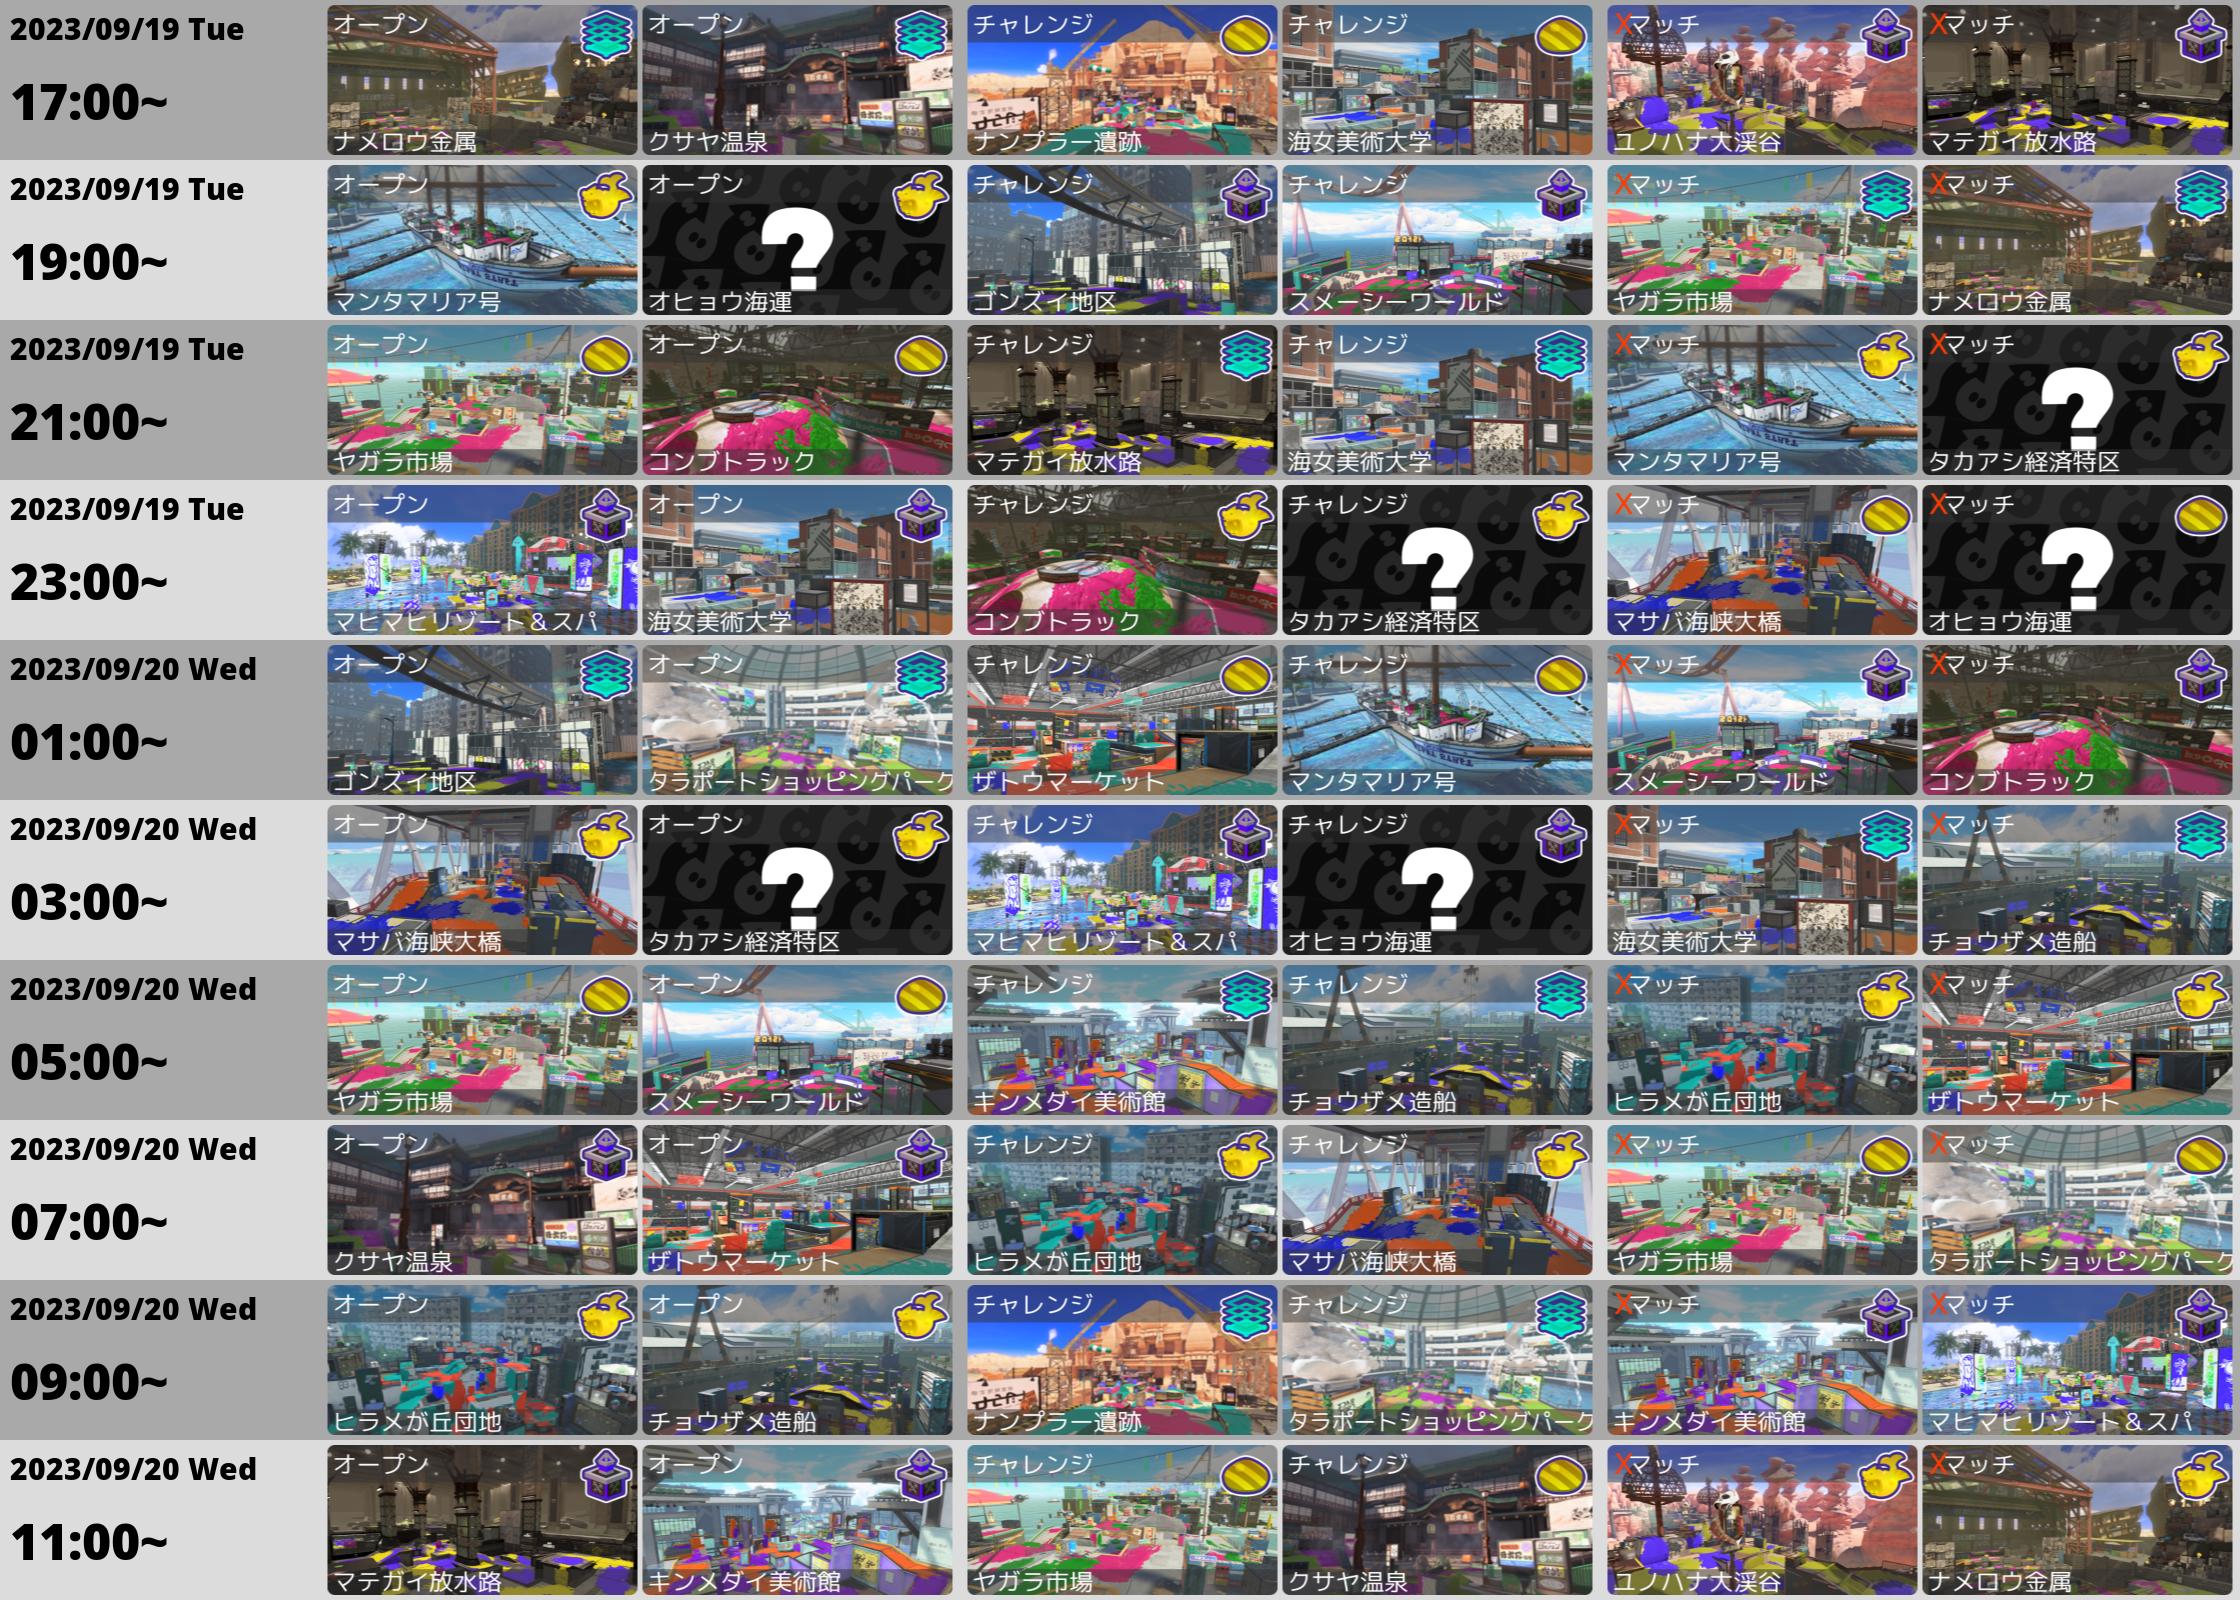 2023/09/19 Tue
17:00~
オープン
ナメロウ金属
オープン
クサヤ温泉
チャレンジ
ナンプラー遺跡
チャレンジ
海女美術大学
Xマッチ
ユノハナ大渓谷
Xマッチ
マテガイ放水路
2023/09/19 Tue
19:00~
オープン
マンタマリア号
オープン
?
オヒョウ海運
チャレンジ
ゴンズイ地区
チャレンジ
スメーシーワールド
Xマッチ
ヤガラ市場
Xマッチ
ナメロウ金属
2023/09/19 Tue
21:00~
オープン
ヤガラ市場
オープン
コンブトラック
チャレンジ
マテガイ放水路
チャレンジ
海女美術大学
Xマッチ
マンタマリア号
Xマッチ
?
タカアシ経済特区
2023/09/19 Tue
23:00~
オープン
マヒマヒリゾート&スパ
オープン
海女美術大学
チャレンジ
コンブトラック
チャレンジ
?
タカアシ経済特区
Xマッチ
マサバ海峡大橋
Xマッチ
?
オヒョウ海運
2023/09/20 Wed
01:00~
オープン
ゴンズイ地区
オープン
タラポートショッピングパーク
チャレンジ
ザトウマーケット
チャレンジ
マンタマリア号
Xマッチ
スメーシーワールド
Xマッチ
コンブトラック
2023/09/20 Wed
03:00~
オープン
マサバ海峡大橋
オープン
?
タカアシ経済特区
チャレンジ
マヒマヒリゾート&スパ
チャレンジ
?
オヒョウ海運
Xマッチ
海女美術大学
Xマッチ
チョウザメ造船
2023/09/20 Wed
05:00~
オープン
ヤガラ市場
オープン
スメーシーワールド
チャレンジ
キンメダイ美術館
チャレンジ
チョウザメ造船
Xマッチ
ヒラメが丘団地
Xマッチ
ザトウマーケット
2023/09/20 Wed
07:00~
オープン
クサヤ温泉
オープン
ザトウマーケット
チャレンジ
ヒラメが丘団地
チャレンジ
マサバ海峡大橋
Xマッチ
ヤガラ市場
Xマッチ
タラポートショッピングパーク
2023/09/20 Wed
09:00~
オープン
ヒラメが丘団地
オープン
チョウザメ造船
チャレンジ
ナンプラー遺跡
チャレンジ
タラポートショッピングパーク
Xマッチ
キンメダイ美術館
Xマッチ
マヒマヒリゾート&スパ
2023/09/20 Wed
11:00~
オープン
マテガイ放水路
オープン
キンメダイ美術館
チャレンジ
ヤガラ市場
チャレンジ
クサヤ温泉
Xマッチ
ユノハナ大渓谷
Xマッチ
ナメロウ金属